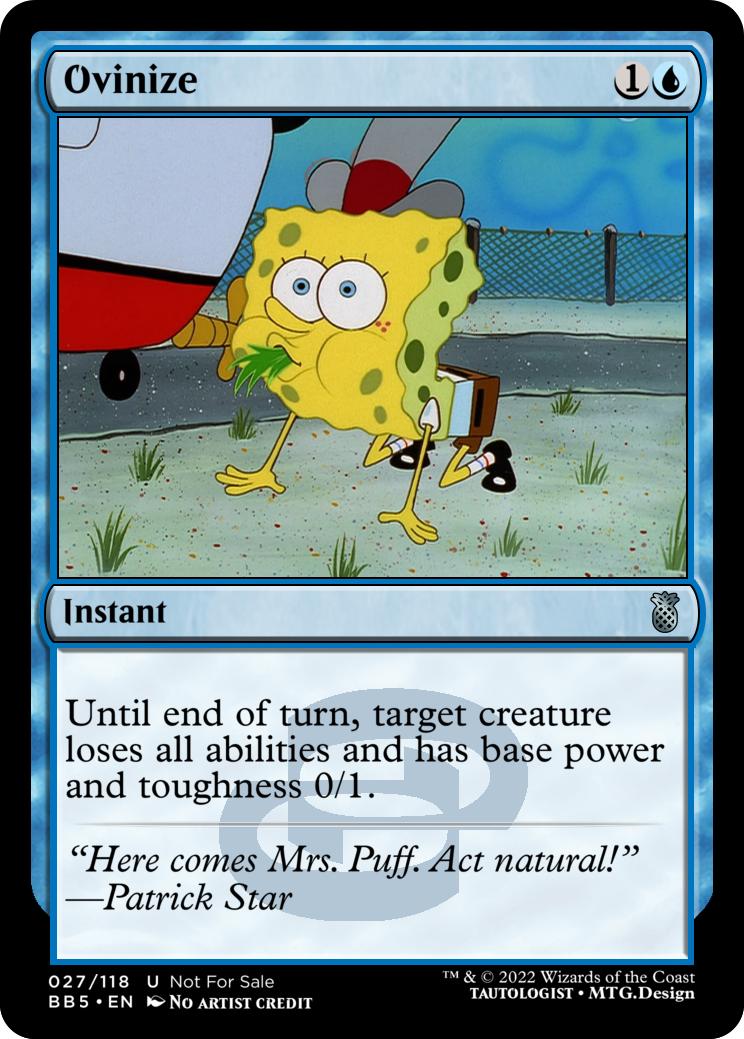 Ovinize 1
Instant
Until end of turn, target creature
loses all abilities and has base power
and toughness 0/1.
“Here comes Mrs. Puff. Act natural!”
—Patrick Star
027/118 U Not For Sale
BB5 • EN No artist credit
™ & © 2022 Wizards of the Coast
TAUTOLOGIST • MTG.Design